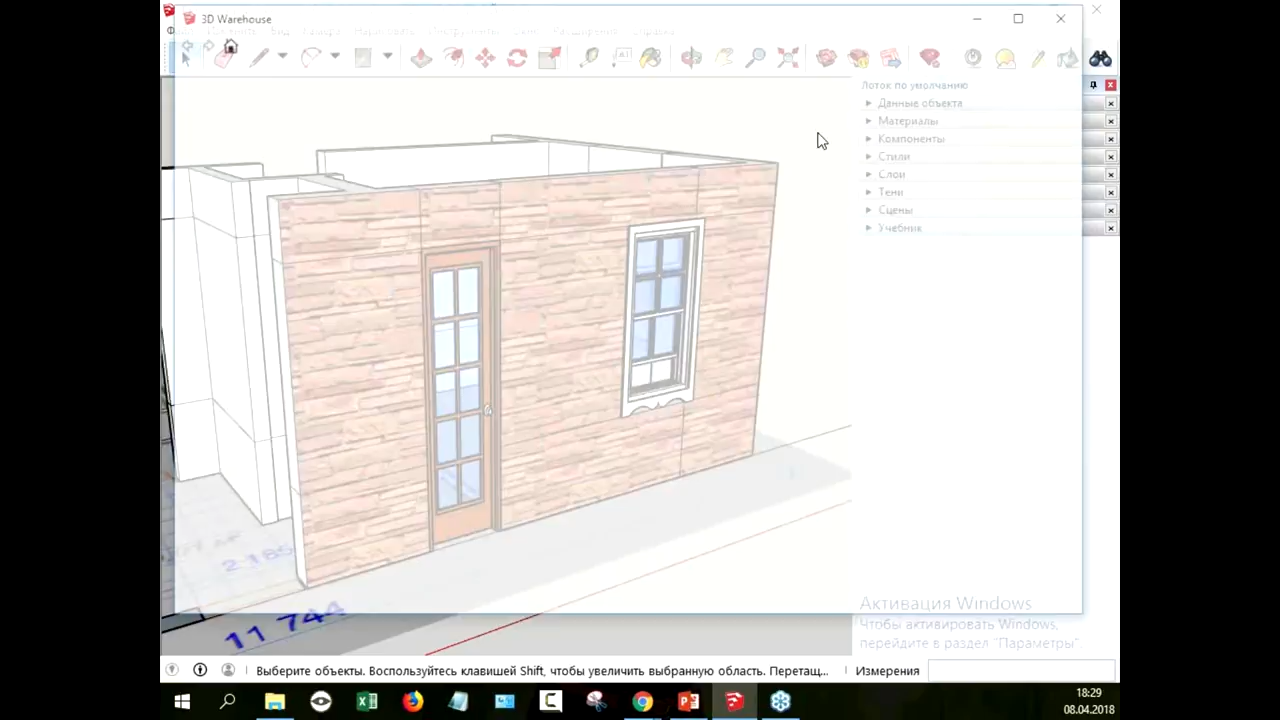 3D Warehouse
Лоток по умолчанию
Данные объекта
Материалы
Компоненты
Стили
Слои
Тени
Сцены
Учебник
2 185
11 744
Активация Windows
Чтобы активировать Windows,
перейдите в раздел "Параметры".
Выберите объекты. Воспользуйтесь клавишей Shift, чтобы увеличить выбранную область. Перетащ...
Измерения
18:29
08.04.2018